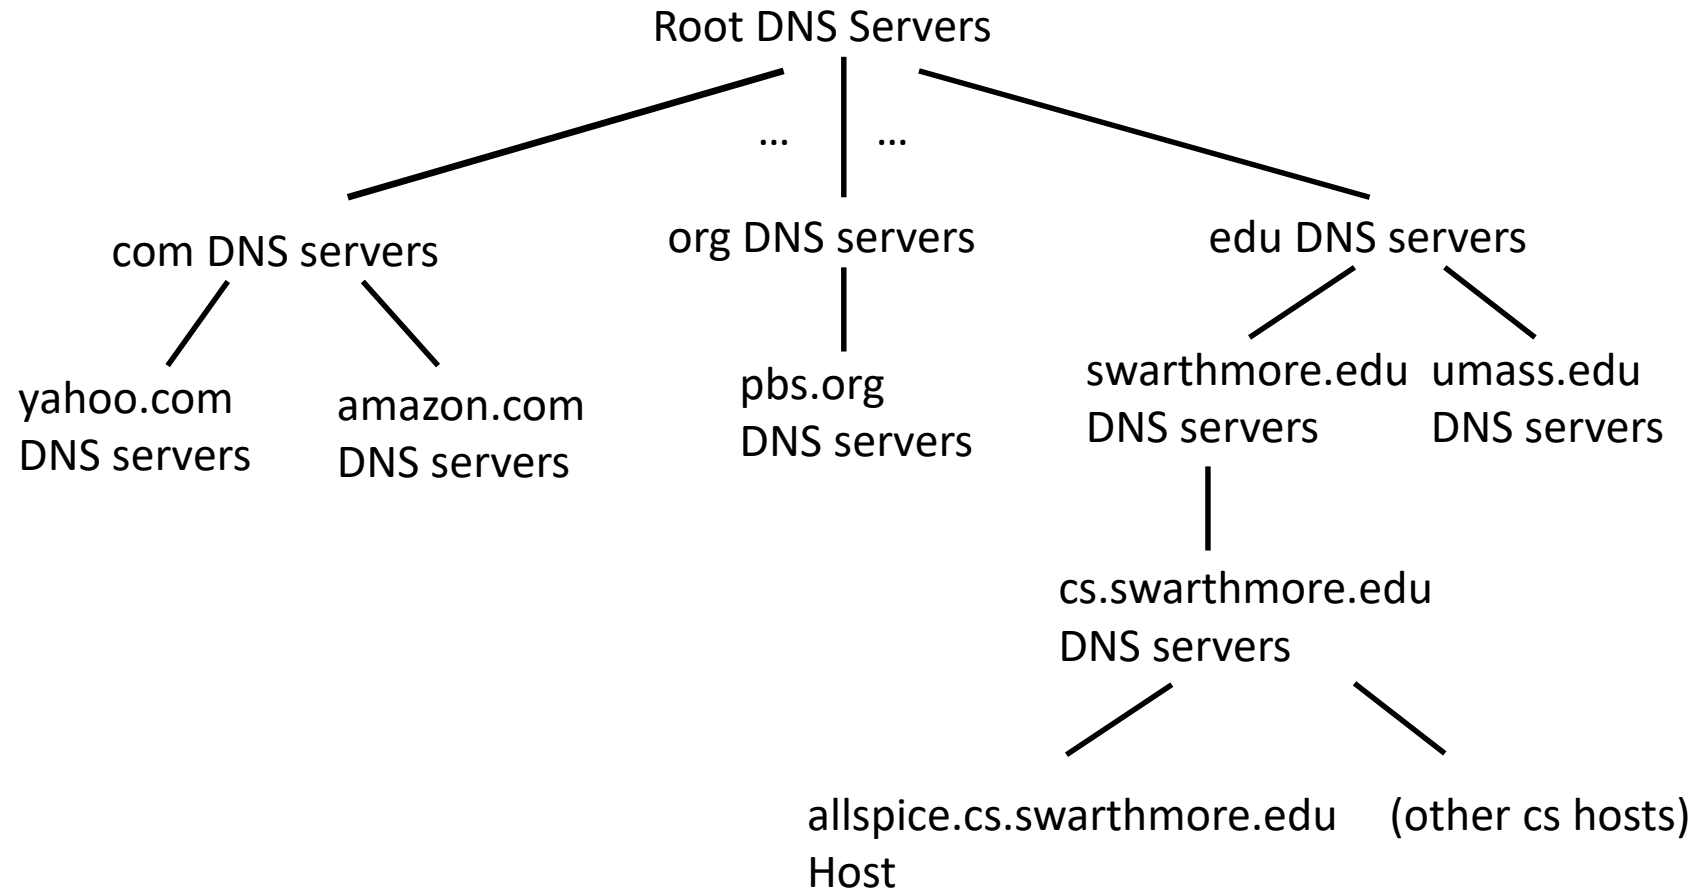 Root DNS Servers
... ...
com DNS servers
org DNS servers
edu DNS servers
yahoo.com
DNS servers
amazon.com
DNS servers
pbs.org
DNS servers
swarthmore.edu
DNS servers
umass.edu
DNS servers
cs.swarthmore.edu
DNS servers
allspice.cs.swarthmore.edu
Host
(other cs hosts)